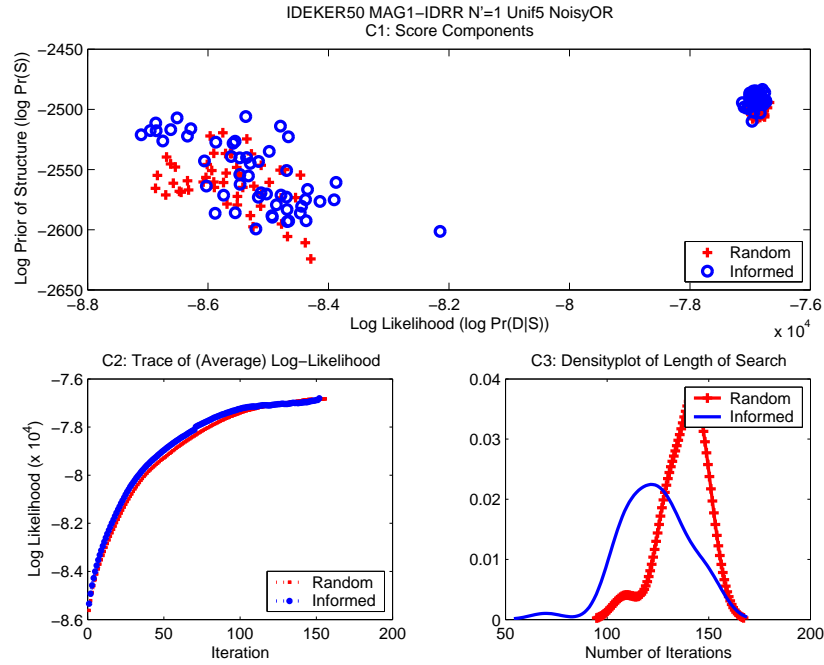 IDEKER50 MAG1−IDRR N'=1 Unif5 NoisyOR
C1: Score Components
−2450
−2500
−2550
−2600
−2650
Log Prior of Structure (log Pr(S))
Random
Informed
−8.8
−8.6
−8.4
−8.2
−8
−7.8
−7.6
Log Likelihood (log Pr(D|S))
x 10^4
C2: Trace of (Average) Log−Likelihood
−7.6
−7.8
−8
−8.2
−8.4
−8.6
Log Likelihood (x 10^4)
Random
Informed
0
50
100
150
200
Iteration
C3: Densityplot of Length of Search
0.04
0.03
0.02
0.01
0
Random
Informed
50
100
150
200
Number of Iterations